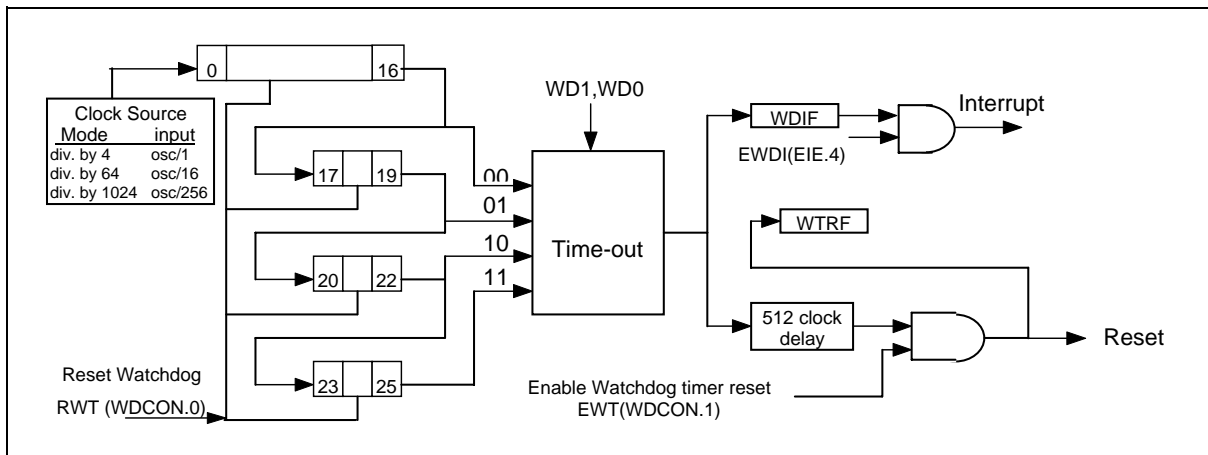 0
16
Clock Source
Mode input
div. by 4 osc/1
div. by 64 osc/16
div. by 1024 osc/256
WD1,WD0
WDIF
Interrupt
EWDI(EIE.4)
17
19
00
01
10
11
Time-out
WTRF
20
22
512 clock
delay
Reset
23
25
Reset Watchdog
RWT (WDCON.0)
Enable Watchdog timer reset
EWT(WDCON.1)